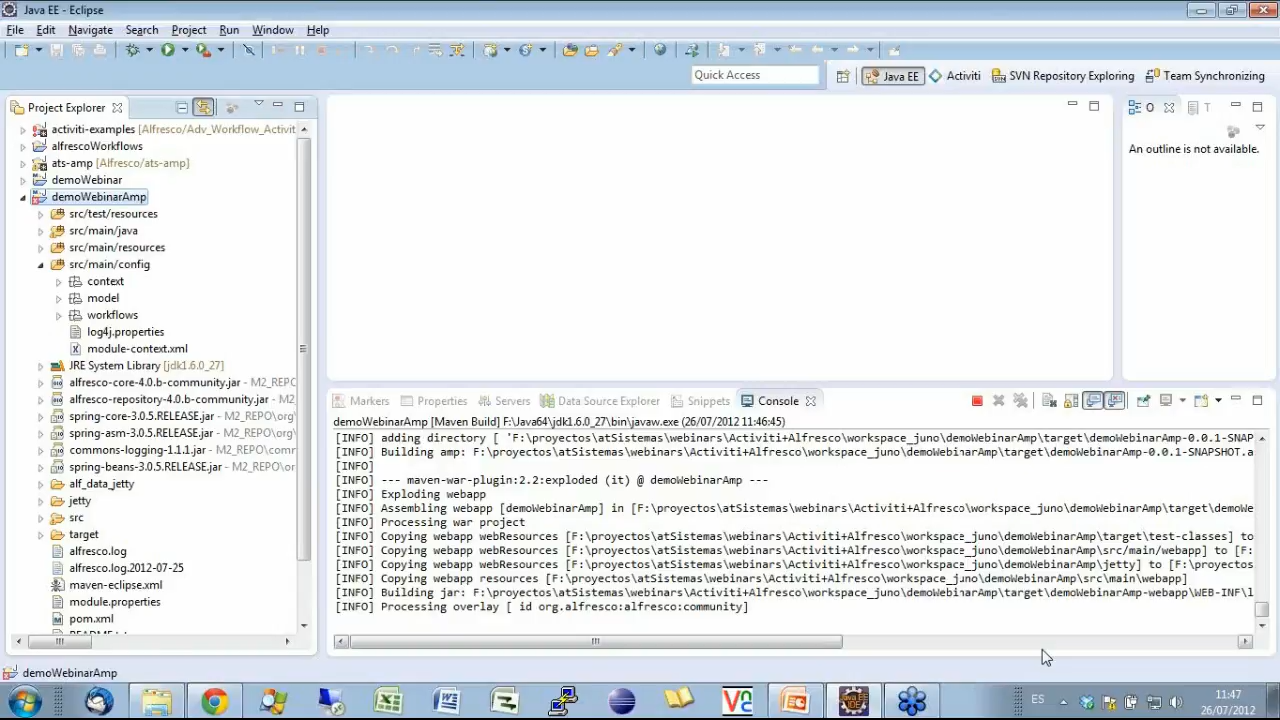 Java EE - Eclipse
File Edit Navigate Search Project Run Window Help
Quick Access
Java EE Activiti SVN Repository Exploring Team Synchronizing
Project Explorer
activiti-examples [Alfresco/Adv_Workflow_Activit
alfrescoWorkflows
ats-amp [Alfresco/ats-amp]
demoWebinar
demoWebinarAmp
src/test/resources
src/main/java
src/main/resources
src/main/config
context
model
workflows
log4j.properties
module-context.xml
JRE System Library [jdk1.6.0_27]
alfresco-core-4.0.b-community.jar - M2_REPO
alfresco-repository-4.0.b-community.jar - M2_
spring-core-3.0.5.RELEASE.jar - M2_REPO\org
spring-asm-3.0.5.RELEASE.jar - M2_REPO\org\
commons-logging-1.1.1.jar - M2_REPO\com
spring-beans-3.0.5.RELEASE.jar - M2_REPO\org
alf_data_jetty
jetty
src
target
alfresco.log
alfresco.log.2012-07-25
maven-eclipse.xml
module.properties
pom.xml
O
T
An outline is not available.
Markers Properties Servers Data Source Explorer Snippets Console
demoWebinarAmp [Maven Build] F:\Java64\jdk1.6.0_27\bin\javaw.exe (26/07/2012 11:46:45)
[INFO] adding directory [ 'F:\proyectos\atSistemas\webinars\Activiti+Alfresco\workspace_juno\demoWebinarAmp\target\demoWebinarAmp-0.0.1-SNAP
[INFO] Building amp: F:\proyectos\atSistemas\webinars\Activiti+Alfresco\workspace_juno\demoWebinarAmp\target\demoWebinarAmp-0.0.1-SNAPSHOT.a
[INFO]
[INFO] --- maven-war-plugin:2.2:exploded (it) @ demoWebinarAmp ---
[INFO] Exploding webapp
[INFO] Assembling webapp [demoWebinarAmp] in [F:\proyectos\atSistemas\webinars\Activiti+Alfresco\workspace_juno\demoWebinarAmp\target\demoWe
[INFO] Processing war project
[INFO] Copying webapp webResources [F:\proyectos\atSistemas\webinars\Activiti+Alfresco\workspace_juno\demoWebinarAmp\target\test-classes] to
[INFO] Copying webapp webResources [F:\proyectos\atSistemas\webinars\Activiti+Alfresco\workspace_juno\demoWebinarAmp\src\main\webapp] to [F:
[INFO] Copying webapp webResources [F:\proyectos\atSistemas\webinars\Activiti+Alfresco\workspace_juno\demoWebinarAmp\jetty] to [F:\proyectos
[INFO] Copying webapp resources [F:\proyectos\atSistemas\webinars\Activiti+Alfresco\workspace_juno\demoWebinarAmp\src\main\webapp]
[INFO] Building jar: F:\proyectos\atSistemas\webinars\Activiti+Alfresco\workspace_juno\demoWebinarAmp\target\demoWebinarAmp-webapp\WEB-INF\l
[INFO] Processing overlay [ id org.alfresco:alfresco:community]
demoWebinarAmp
ES
11:47
26/07/2012